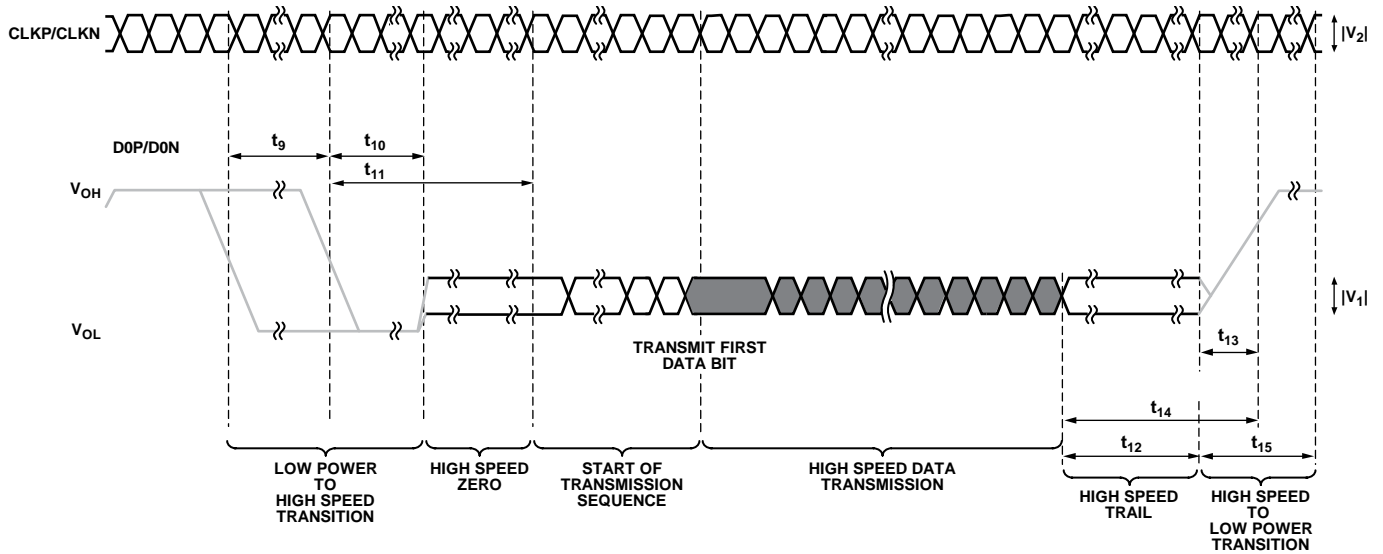 CLKP/CLKN
|V2|
D0P/D0N
t9
t10
t11
VOH
VOL
|V1|
TRANSMIT FIRST
DATA BIT
t13
t14
t12
t15
LOW POWER
TO
HIGH SPEED
TRANSITION
HIGH SPEED
ZERO
START OF
TRANSMISSION
SEQUENCE
HIGH SPEED DATA
TRANSMISSION
HIGH SPEED
TRAIL
HIGH SPEED
TO
LOW POWER
TRANSITION